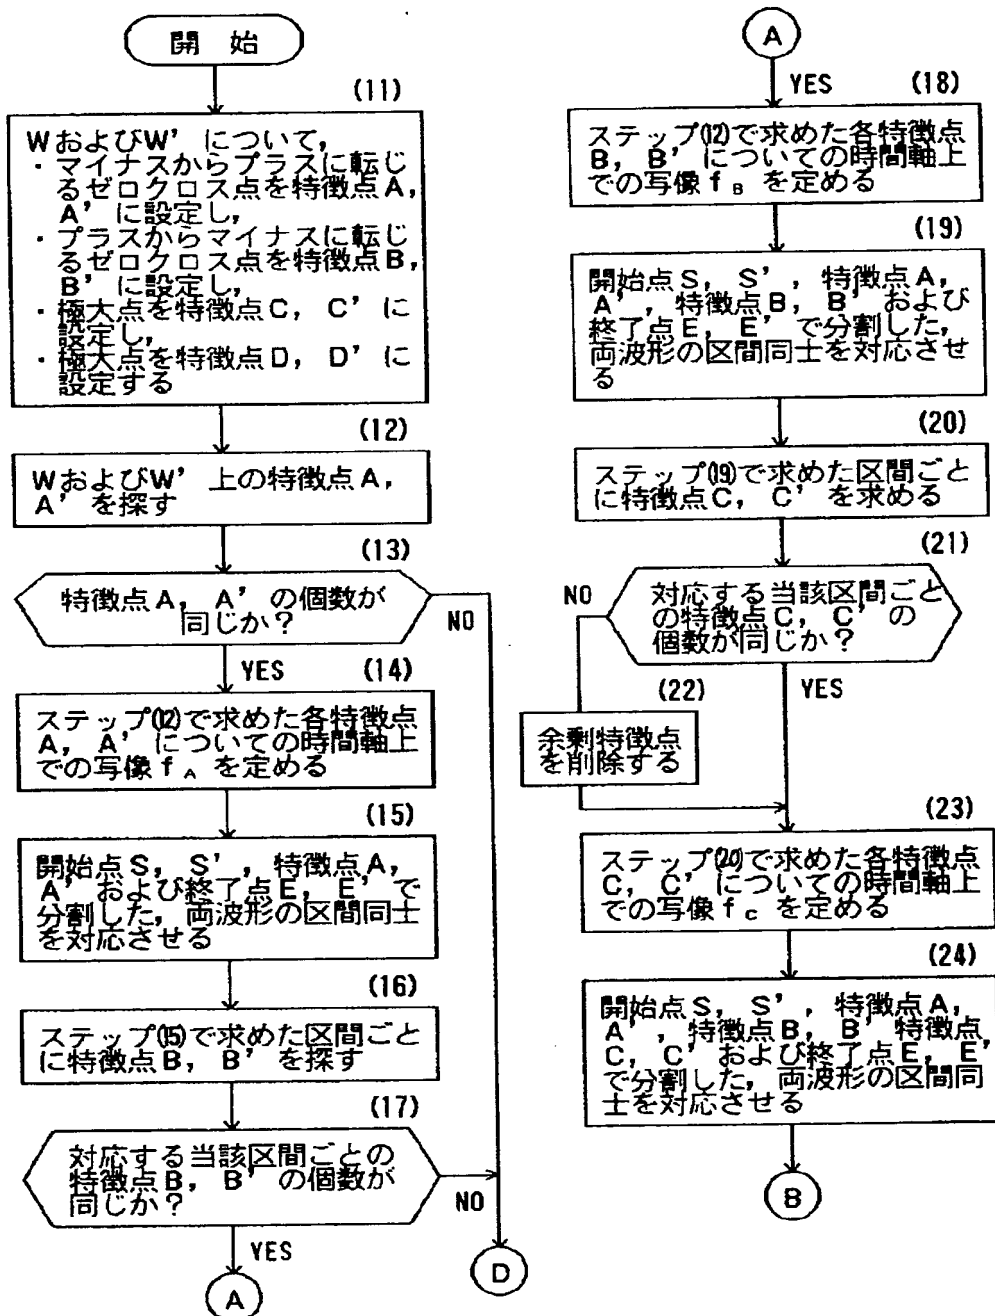 開 始
(11)
WおよびW' について,
・マイナスからプラスに転じ
るゼロクロス点を特徴点A,
A' に設定し,
・プラスからマイナスに転じ
るゼロクロス点を特徴点B,
B' に設定し,
・極大点を特徴点C, C' に
設定し,
・極大点を特徴点D, D' に
設定する
(12)
WおよびW' 上の特徴点A,
A' を探す
(13)
特徴点A, A' の個数が
同じか?
NO
YES
(14)
ステップ(12)で求めた各特徴点
A, A' についての時間軸上
での写像fA を定める
(15)
開始点S, S', 特徴点A,
A' および終了点E, E' で
分割した, 両波形の区間同士
を対応させる
(16)
ステップ(15)で求めた区間ごと
に特徴点B, B' を探す
(17)
対応する当該区間ごとの
特徴点B, B' の個数が
同じか?
NO
YES
A
D
A
YES
(18)
ステップ(12)で求めた各特徴点
B, B' についての時間軸上
での写像fB を定める
(19)
開始点S, S', 特徴点A,
A', 特徴点B, B' および
終了点E, E' で分割した,
両波形の区間同士を対応させ
る
(20)
ステップ(19)で求めた区間ごと
に特徴点C, C' を求める
(21)
対応する当該区間ごと
の特徴点C, C' の
個数が同じか?
NO
YES
(22)
余剰特徴点
を削除する
(23)
ステップ(20)で求めた各特徴点
C, C' についての時間軸上
での写像fc を定める
(24)
開始点S, S', 特徴点A,
A', 特徴点B, B' 特徴点
C, C' および終了点E, E'
で分割した, 両波形の区間同
士を対応させる
B